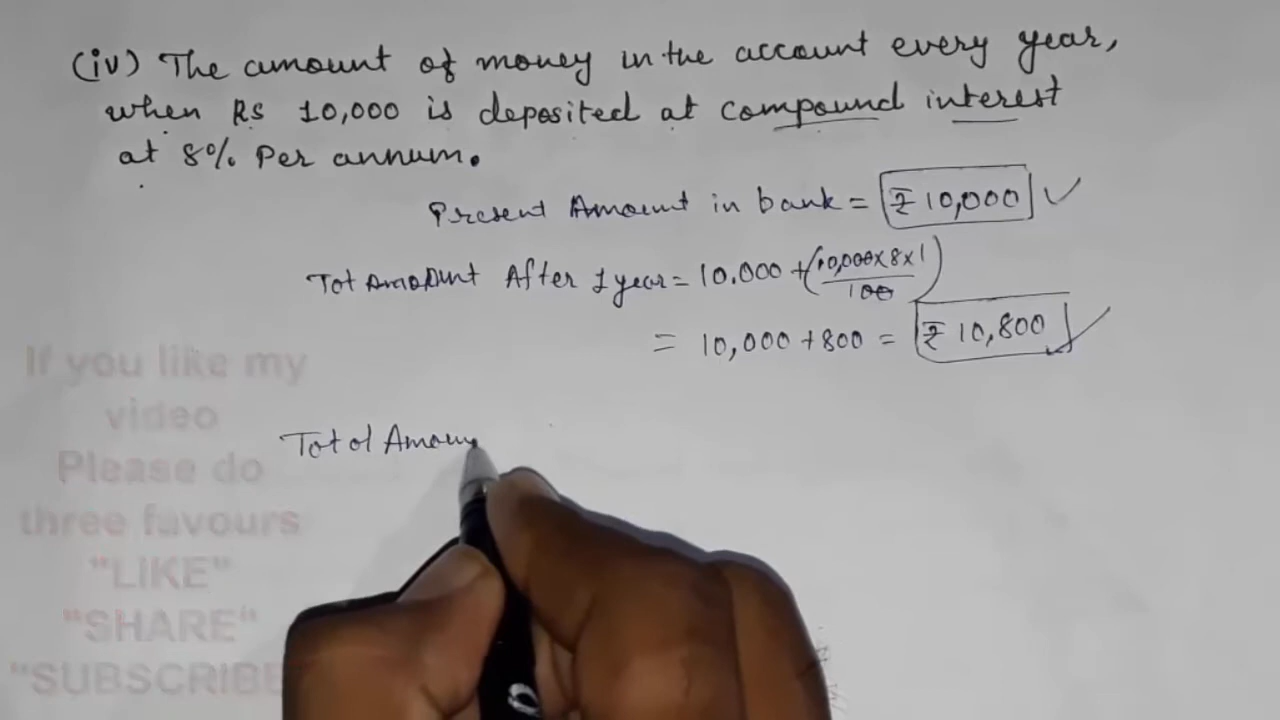 (iv) The amount of money in the account every year,
when Rs 10,000 is deposited at compound interest
at 8% Per annum.
Present Amount in bank = ₹10,000 ✓
Tot Amount After 1 year = 10.000 + (10,000×8×1/100)
= 10,000 + 800 = ₹10,800
Total Amoun
If you like my
video
Please do
three favours
"LIKE"
"SHARE"
"SUBSCRIBE